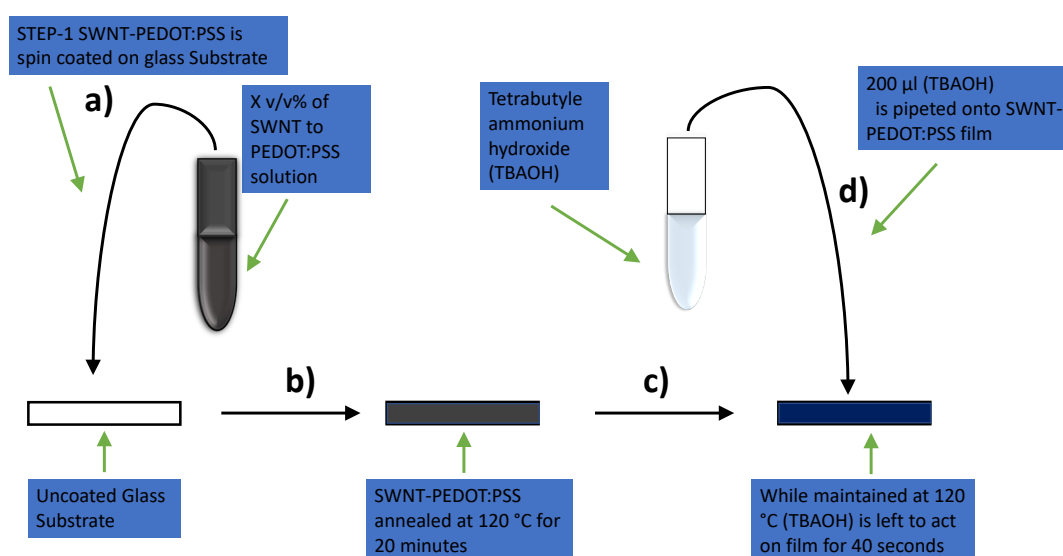 STEP-1 SWNT-PEDOT:PSS is
spin coated on glass Substrate
a)
X v/v% of
SWNT to
PEDOT:PSS
solution
Tetrabutyle
ammonium
hydroxide
(TBAOH)
200 µl (TBAOH)
is pipeted onto SWNT-
PEDOT:PSS film
d)
b)
c)
Uncoated Glass
Substrate
SWNT-PEDOT:PSS
annealed at 120 °C for
20 minutes
While maintained at 120
°C (TBAOH) is left to act
on film for 40 seconds